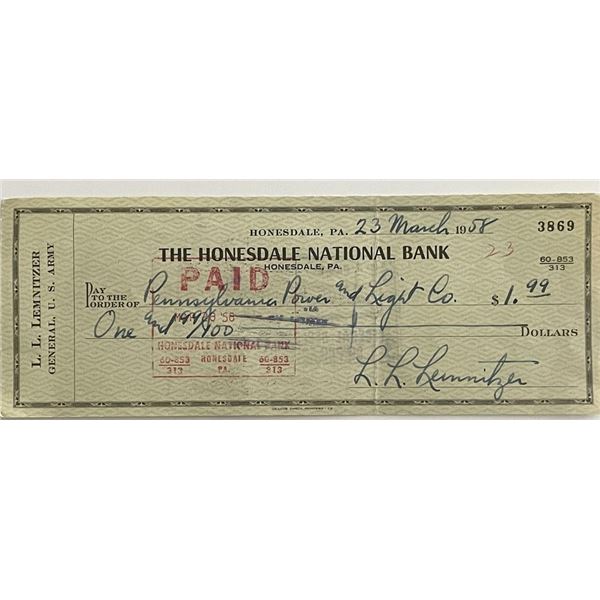 L. L. LEMNITZER
GENERAL, U. S. ARMY
HONESDALE, PA. 23 March 1958 3869
THE HONESDALE NATIONAL BANK
HONESDALE, PA.
23
60-853
313
PAID
PAY TO THE ORDER OF Pennsylvania Power and Light Co. $1.99
One and 99/100 DOLLARS
HONESDALE NATIONAL BANK
60-853 HONESDALE 60-853
313 PA. 313
L. L. Lemnitzer